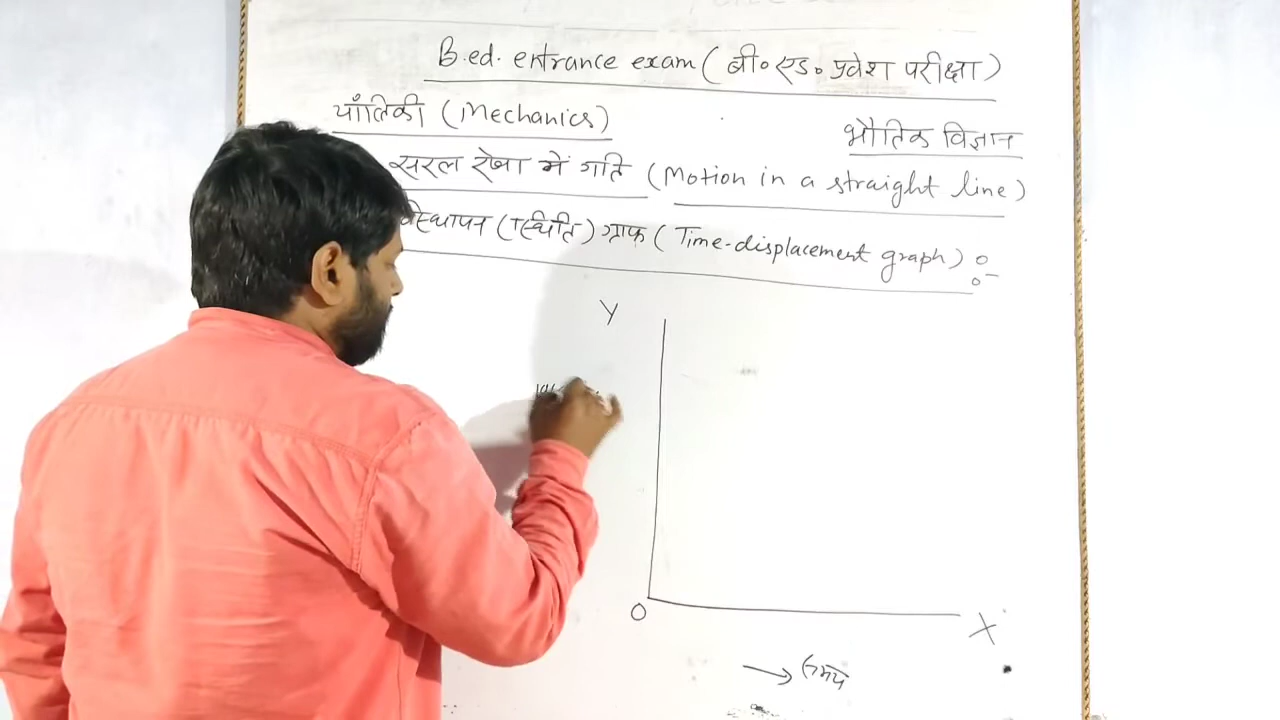 B.ed. entrance exam ( बी॰ एड॰ प्रवेश परीक्षा )
याँत्रिकी ( Mechanics )
भौतिक विज्ञान
सरल रेखा में गति ( Motion in a straight line )
विस्थापन ( स्थिति ) ग्राफ ( Time-displacement graph ) :-
Y
O
X
→ समय